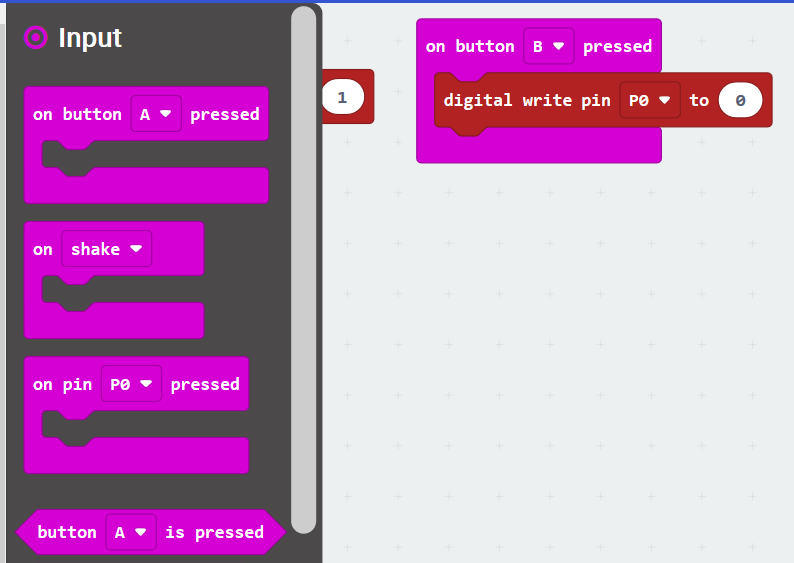 Input
on button A pressed
on shake
on pin P0 pressed
button A is pressed
1
on button B pressed
digital write pin P0 to 0